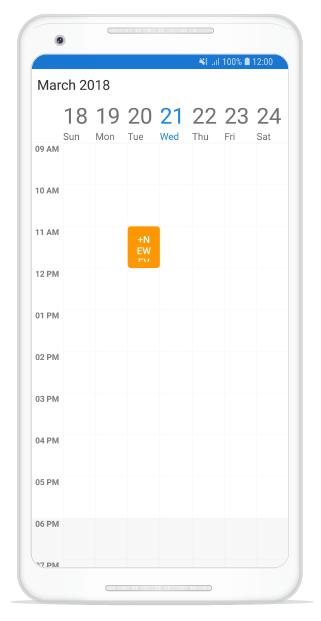 100% 12:00
March 2018
18 19 20 21 22 23 24
Sun Mon Tue Wed Thu Fri Sat
09 AM
10 AM
11 AM
+N
EW
EV
12 PM
01 PM
02 PM
03 PM
04 PM
05 PM
06 PM
07 PM